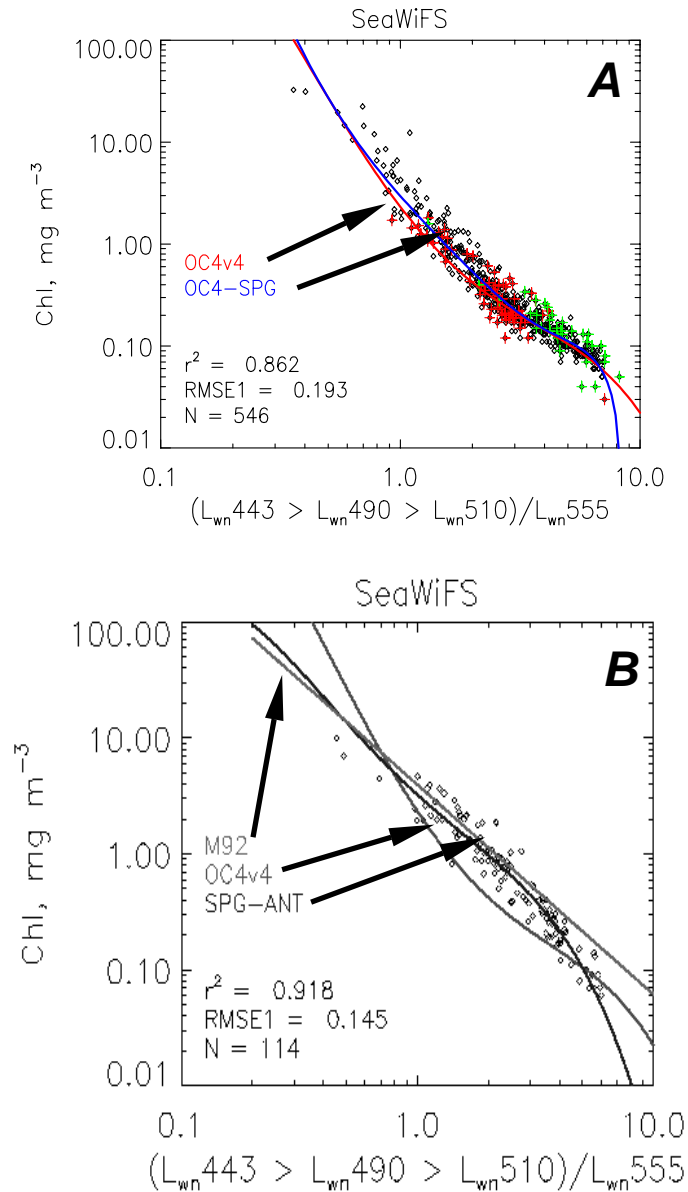 SeaWiFS
A
100.00
10.00
1.00
0.10
0.01
Chl, mg m⁻³
OC4v4
OC4−SPG
r² = 0.862
RMSE1 = 0.193
N = 546
0.1 1.0 10.0
(Lwn443 > Lwn490 > Lwn510)/Lwn555
SeaWiFS
B
100.00
10.00
1.00
0.10
0.01
Chl, mg m⁻³
M92
OC4v4
SPG−ANT
r² = 0.918
RMSE1 = 0.145
N = 114
0.1 1.0 10.0
(Lwn443 > Lwn490 > Lwn510)/Lwn555